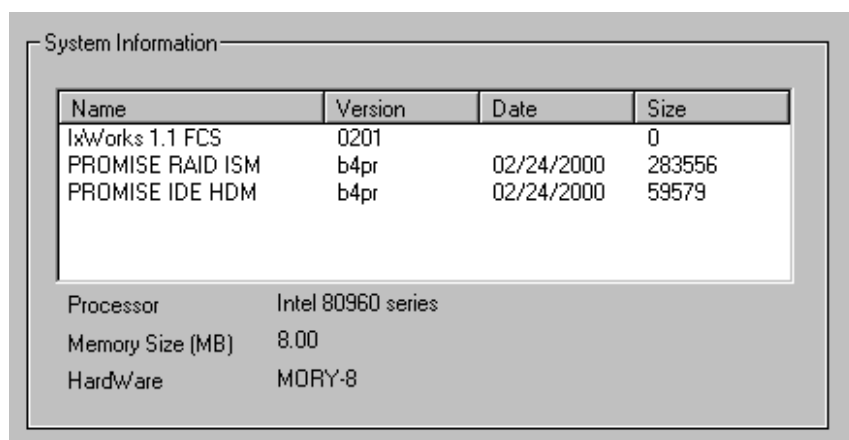 System Information
Name Version Date Size
IxWorks 1.1 FCS 0201 0
PROMISE RAID ISM b4pr 02/24/2000 283556
PROMISE IDE HDM b4pr 02/24/2000 59579
Processor Intel 80960 series
Memory Size (MB) 8.00
HardWare MORY-8